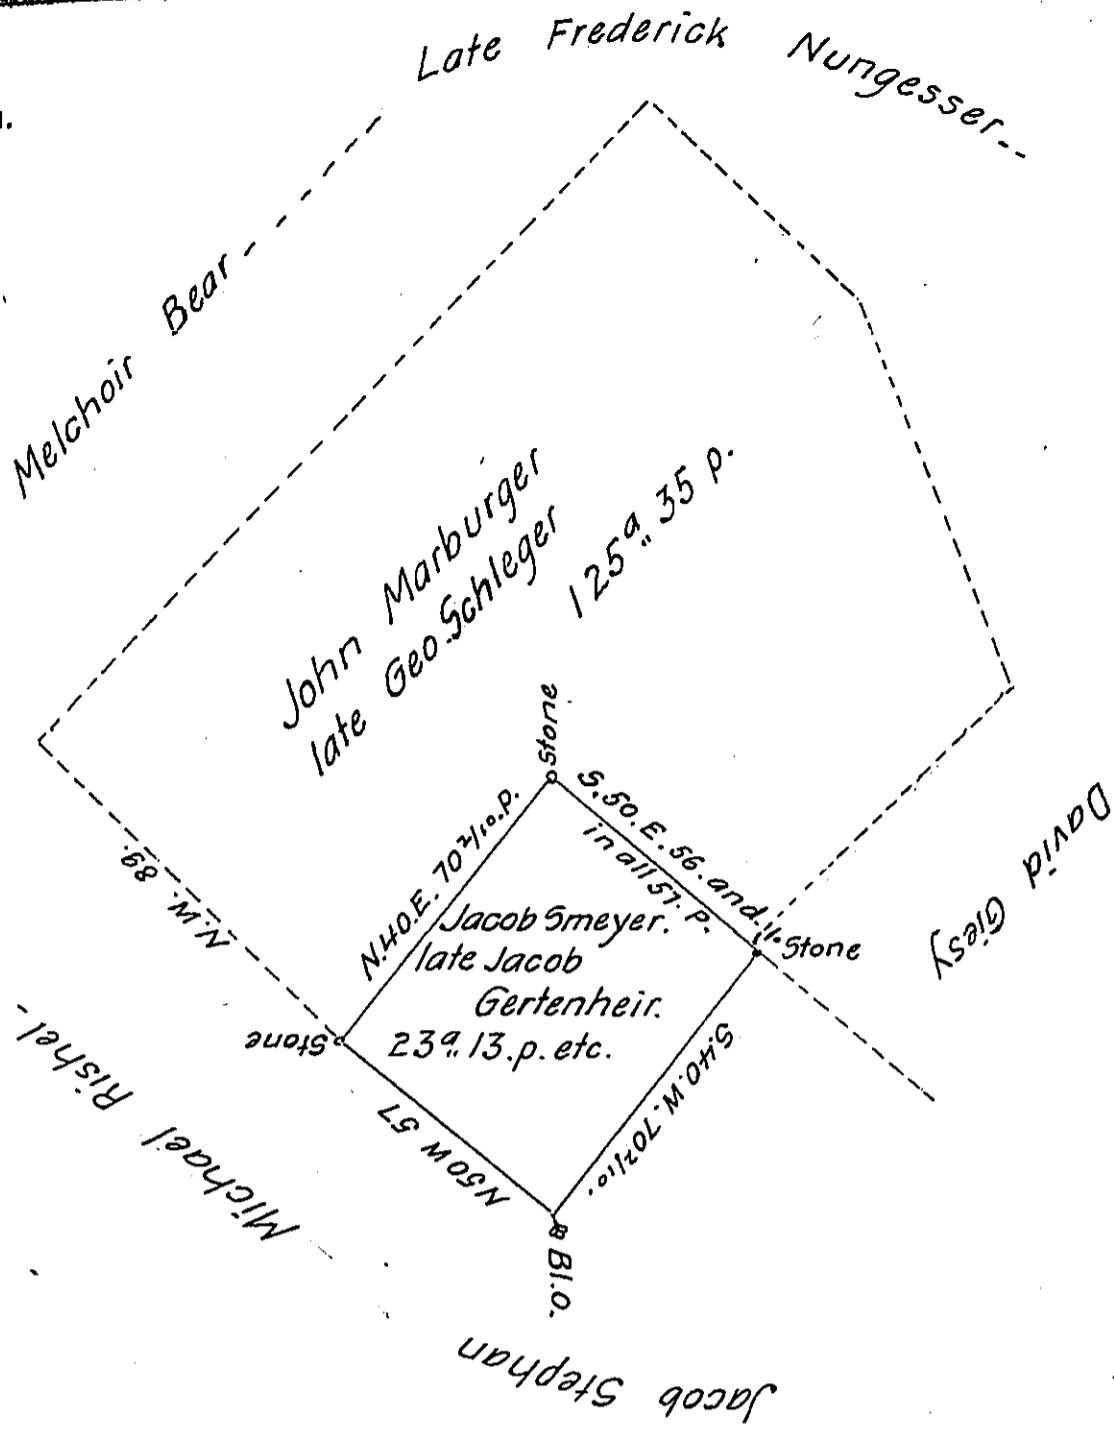 Late Frederick Nungesser--
Melchoir Bear
John Marburger
late Geo. Schleger
125a. 35 p.
Stone
S. 50. E. 56. and 1.
in all 57. p.
N. 40. E. 70 2/10. p.
Jacob Smeyer.
late Jacob
Gertenheir.
23a. 13. p. etc.
Stone
David Giesy
N. W. 89.
Stone
S. 40. W. 70 2/10.
N 50 W 57
Michael Rishel
Bl. O.
Jacob Stephan